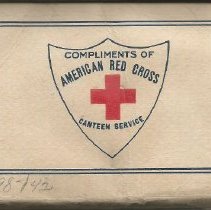 COMPLIMENTS OF
AMERICAN RED CROSS
CANTEEN SERVICE